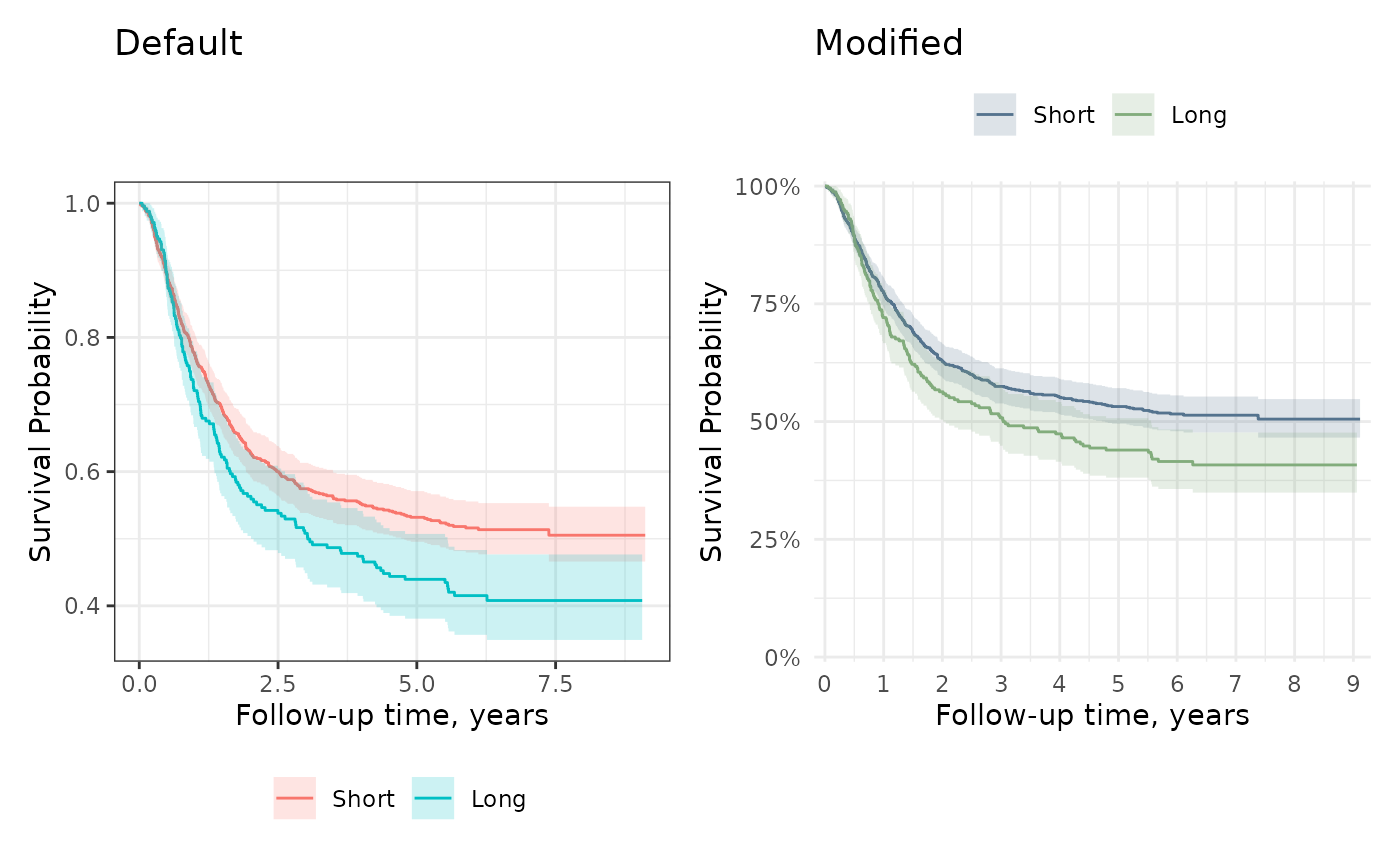 Default
Survival Probability
1.0
0.8
0.6
0.4
0.0 2.5 5.0 7.5
Follow-up time, years
Short Long
Modified
Short Long
Survival Probability
100%
75%
50%
25%
0%
0 1 2 3 4 5 6 7 8 9
Follow-up time, years